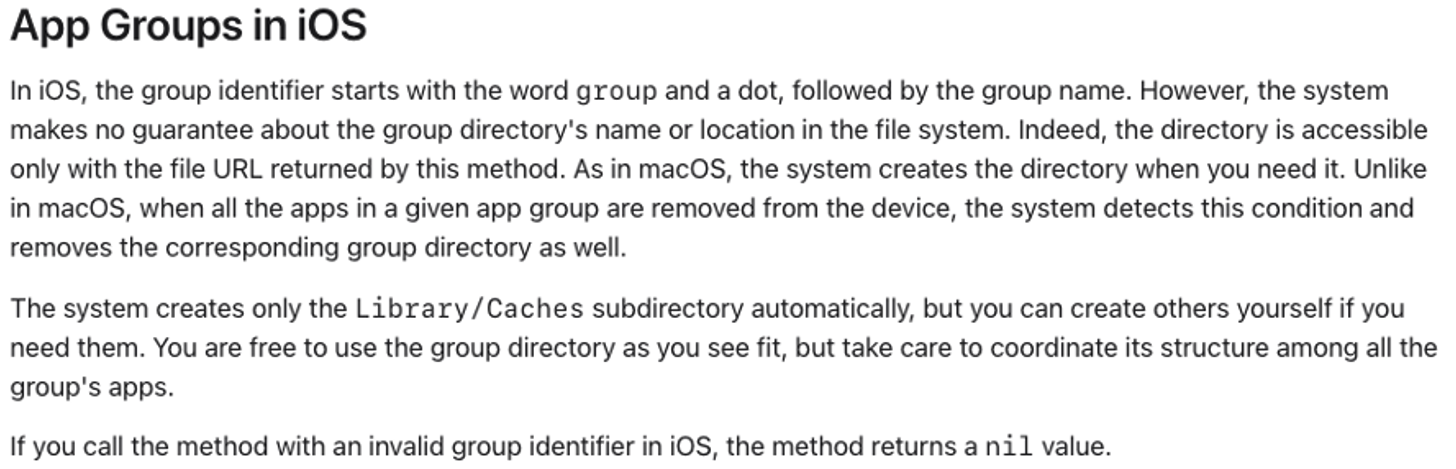 App Groups in iOS
In iOS, the group identifier starts with the word group and a dot, followed by the group name. However, the system
makes no guarantee about the group directory's name or location in the file system. Indeed, the directory is accessible
only with the file URL returned by this method. As in macOS, the system creates the directory when you need it. Unlike
in macOS, when all the apps in a given app group are removed from the device, the system detects this condition and
removes the corresponding group directory as well.
The system creates only the Library/Caches subdirectory automatically, but you can create others yourself if you
need them. You are free to use the group directory as you see fit, but take care to coordinate its structure among all the
group's apps.
If you call the method with an invalid group identifier in iOS, the method returns a nil value.